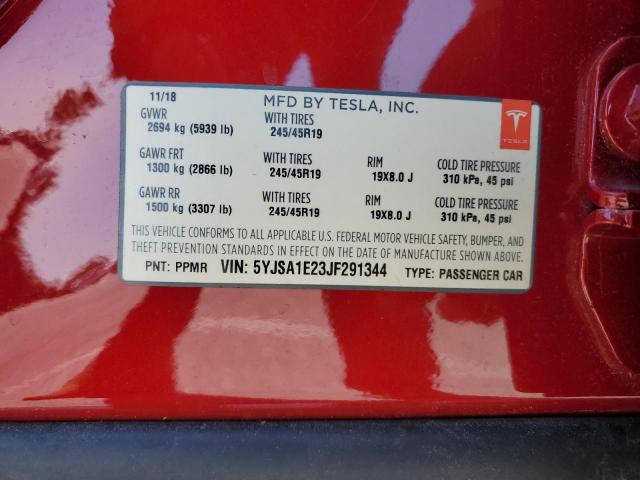 11/18 MFD BY TESLA, INC.
GVWR WITH TIRES
2694 kg (5939 lb) 245/45R19
TESLA
GAWR FRT WITH TIRES RIM COLD TIRE PRESSURE
1300 kg (2866 lb) 245/45R19 19X8.0 J 310 kPa, 45 psi
GAWR RR WITH TIRES RIM COLD TIRE PRESSURE
1500 kg (3307 lb) 245/45R19 19X8.0 J 310 kPa, 45 psi
THIS VEHICLE CONFORMS TO ALL APPLICABLE U.S. FEDERAL MOTOR VEHICLE SAFETY, BUMPER, AND
THEFT PREVENTION STANDARDS IN EFFECT ON THE DATE OF MANUFACTURE SHOWN ABOVE.
PNT: PPMR VIN: 5YJSA1E23JF291344 TYPE: PASSENGER CAR